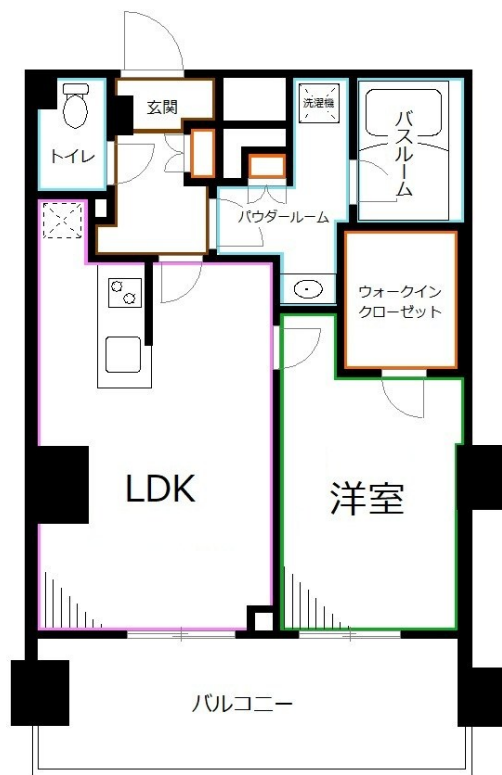 玄関
洗濯機
トイレ
バスルーム
パウダールーム
ウォークイン
クローゼット
LDK
洋室
バルコニー